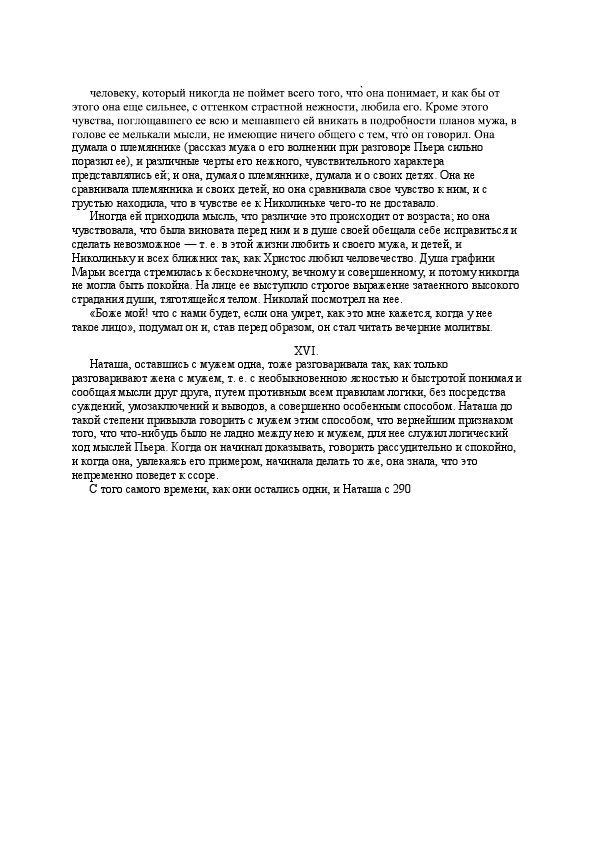 человеку, который никогда не поймет всего того, что́ она понимает, и как бы от
этого она еще сильнее, с оттенком страстной нежности, любила его. Кроме этого
чувства, поглощавшего ее всю и мешавшего ей вникать в подробности планов мужа, в
голове ее мелькали мысли, не имеющие ничего общего с тем, что́ он говорил. Она
думала о племяннике (рассказ мужа о его волнении при разговоре Пьера сильно
поразил ее), и различные черты его нежного, чувствительного характера
представлялись ей; и она, думая о племяннике, думала и о своих детях. Она не
сравнивала племянника и своих детей, но она сравнивала свое чувство к ним, и с
грустью находила, что в чувстве ее к Николиньке чего-то не доставало.
Иногда ей приходила мысль, что различие это происходит от возраста; но она
чувствовала, что была виновата перед ним и в душе своей обещала себе исправиться и
сделать невозможное — т. е. в этой жизни любить и своего мужа, и детей, и
Николиньку и всех ближних так, как Христос любил человечество. Душа графини
Марьи всегда стремилась к бесконечному, вечному и совершенному, и потому никогда
не могла быть покойна. На лице ее выступило строгое выражение затаенного высокого
страдания души, тяготящейся телом. Николай посмотрел на нее.
«Боже мой! что с нами будет, если она умрет, как это мне кажется, когда у нее
такое лицо», подумал он и, став перед образом, он стал читать вечерние молитвы.
XVI.
Наташа, оставшись с мужем одна, тоже разговаривала так, как только
разговаривают жена с мужем, т. е. с необыкновенною ясностью и быстротой понимая и
сообщая мысли друг друга, путем противным всем правилам логики, без посредства
суждений, умозаключений и выводов, а совершенно особенным способом. Наташа до
такой степени привыкла говорить с мужем этим способом, что вернейшим признаком
того, что что-нибудь было не ладно между нею и мужем, для нее служил логический
ход мыслей Пьера. Когда он начинал доказывать, говорить рассудительно и спокойно,
и когда она, увлекаясь его примером, начинала делать то же, она знала, что это
непременно поведет к ссоре.
С того самого времени, как они остались одни, и Наташа с 290